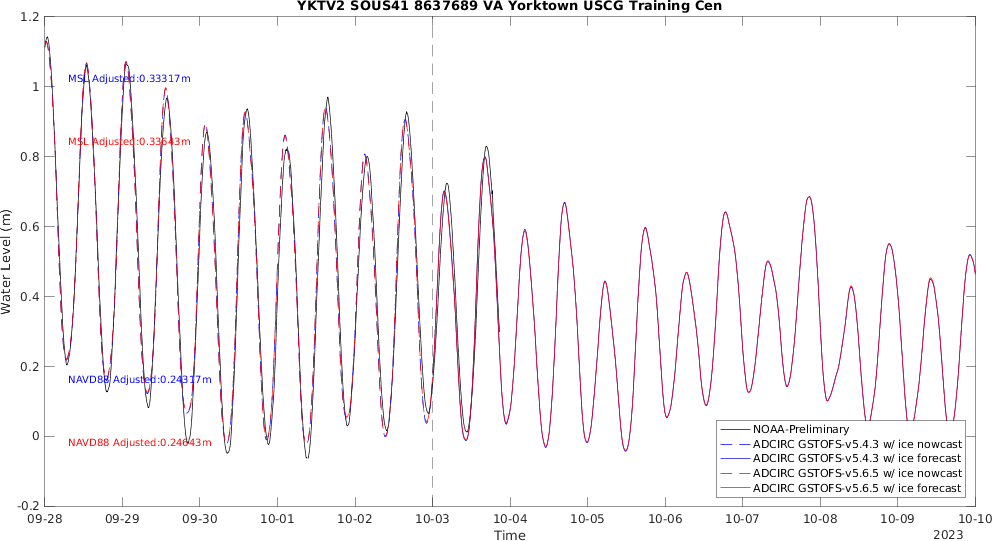 YKTV2 SOUS41 8637689 VA Yorktown USCG Training Cen
1.2
1
0.8
0.6
0.4
0.2
0
-0.2
Water Level (m)
MSL Adjusted:0.33317m
MSL Adjusted:0.33643m
NAVD88 Adjusted:0.24317m
NAVD88 Adjusted:0.24643m
NOAA-Preliminary
ADCIRC GSTOFS-v5.4.3 w/ ice nowcast
ADCIRC GSTOFS-v5.4.3 w/ ice forecast
ADCIRC GSTOFS-v5.6.5 w/ ice nowcast
ADCIRC GSTOFS-v5.6.5 w/ ice forecast
09-28 09-29 09-30 10-01 10-02 10-03 10-04 10-05 10-06 10-07 10-08 10-09 10-10
Time
2023